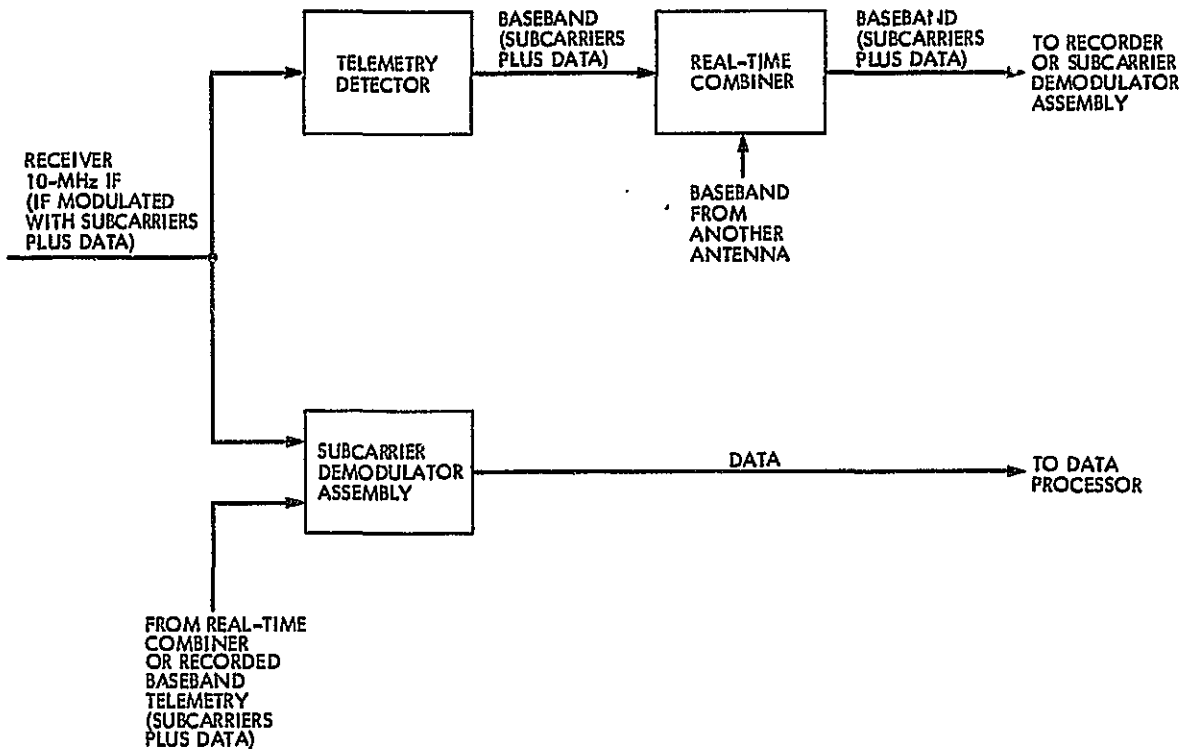 TELEMETRY
DETECTOR
BASEBAND
(SUBCARRIERS
PLUS DATA)
REAL-TIME
COMBINER
BASEBAND
(SUBCARRIERS
PLUS DATA)
TO RECORDER
OR SUBCARRIER
DEMODULATOR
ASSEMBLY
RECEIVER
10-MHz IF
(IF MODULATED
WITH SUBCARRIERS
PLUS DATA)
BASEBAND
FROM
ANOTHER
ANTENNA
SUBCARRIER
DEMODULATOR
ASSEMBLY
DATA
TO DATA
PROCESSOR
FROM REAL-TIME
COMBINER
OR RECORDED
BASEBAND
TELEMETRY
(SUBCARRIERS
PLUS DATA)